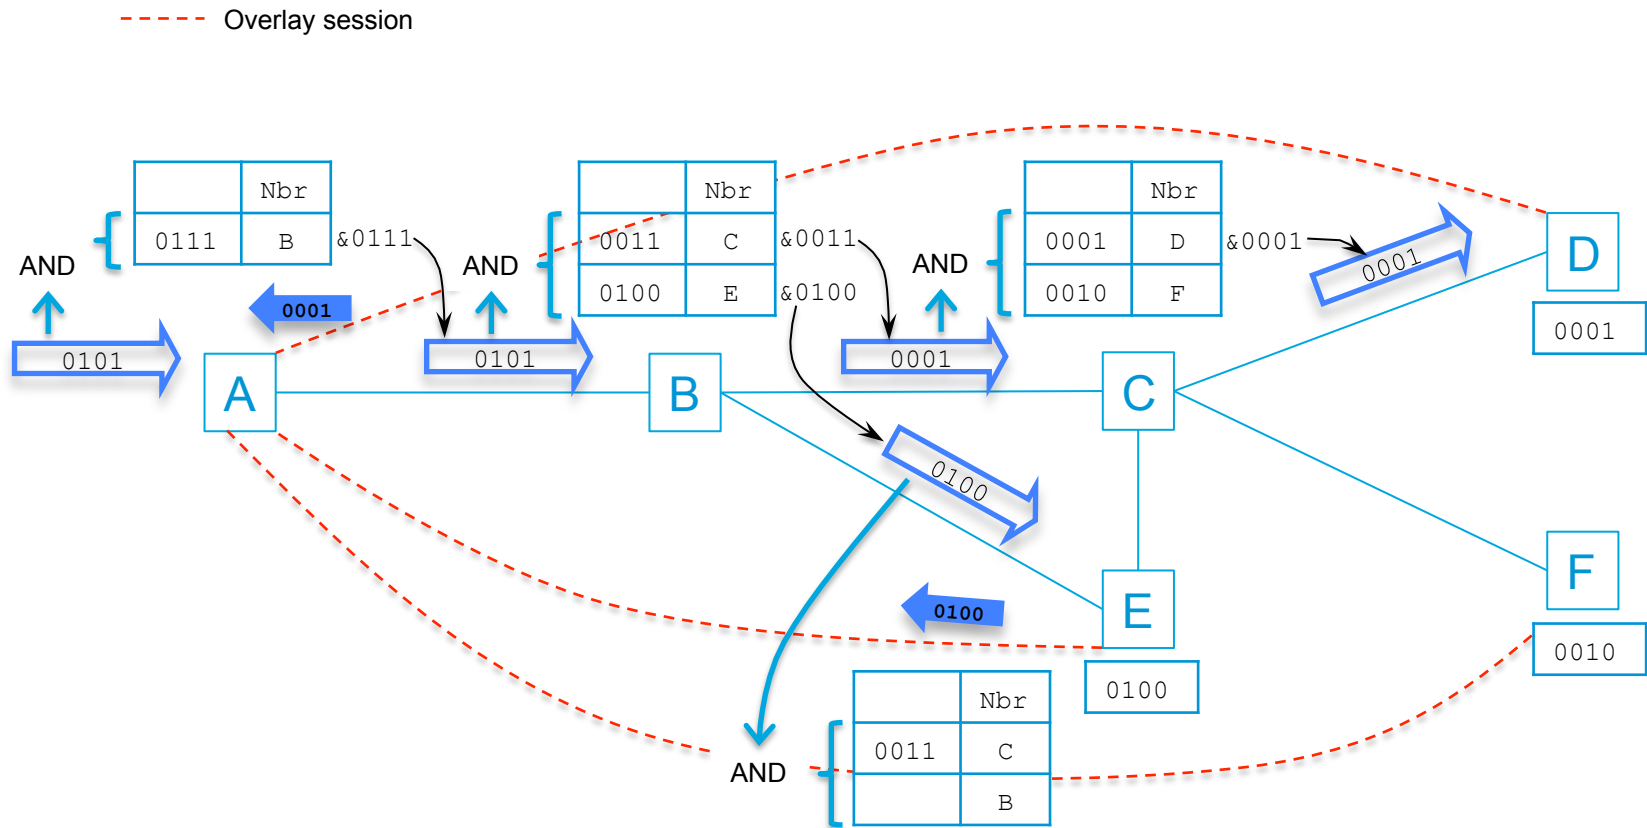 Overlay session
Nbr
0111 B
&0111
AND
0101
0001
A
Nbr
0011 C
0100 E
&0011
&0100
AND
0101
B
Nbr
0001 D
0010 F
&0001
AND
0001
C
0001
D
0001
0100
0100
E
0100
F
0010
AND
Nbr
0011 C
B